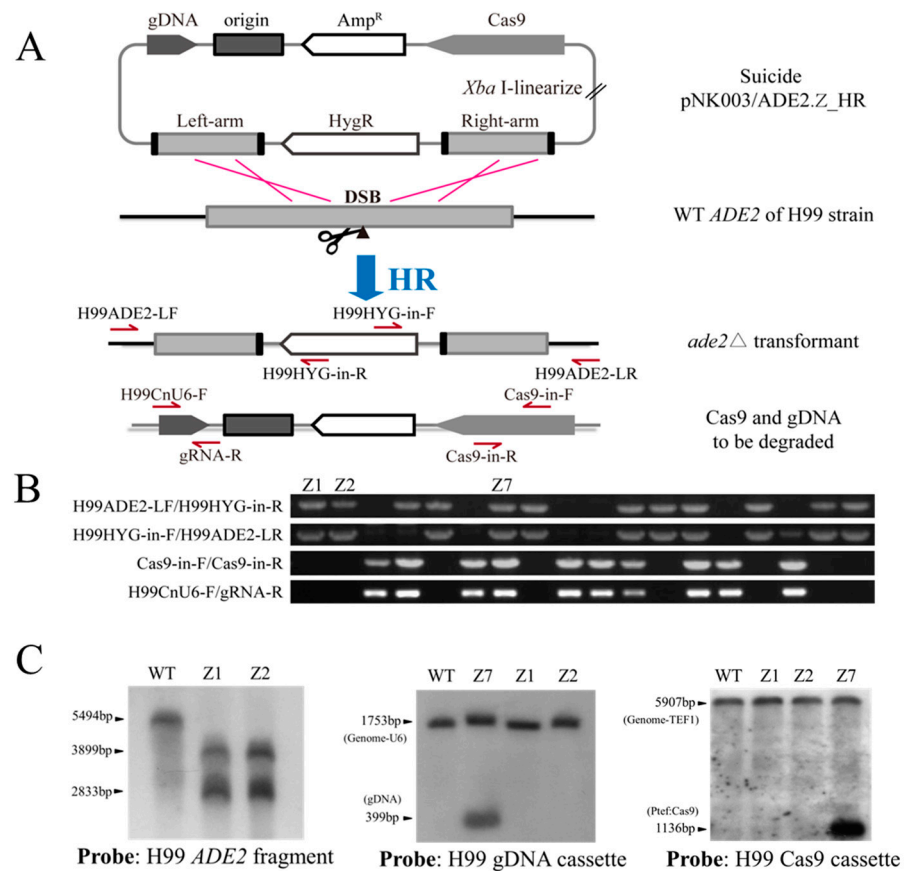 A
gDNA
origin
Amp^R
Cas9
Xba I-linearize
Suicide
pNK003/ADE2.Z_HR
Left-arm
HygR
Right-arm
DSB
WT ADE2 of H99 strain
HR
H99ADE2-LF
H99HYG-in-F
H99HYG-in-R
H99ADE2-LR
ade2△ transformant
H99CnU6-F
Cas9-in-F
gRNA-R
Cas9-in-R
Cas9 and gDNA
to be degraded
B
Z1 Z2 Z7
H99ADE2-LF/H99HYG-in-R
H99HYG-in-F/H99ADE2-LR
Cas9-in-F/Cas9-in-R
H99CnU6-F/gRNA-R
C
WT Z1 Z2
5494bp
3899bp
2833bp
Probe: H99 ADE2 fragment
WT Z7 Z1 Z2
1753bp
(Genome-U6)
(gDNA)
399bp
Probe: H99 gDNA cassette
WT Z1 Z2 Z7
5907bp
(Genome-TEF1)
(Ptef:Cas9)
1136bp
Probe: H99 Cas9 cassette